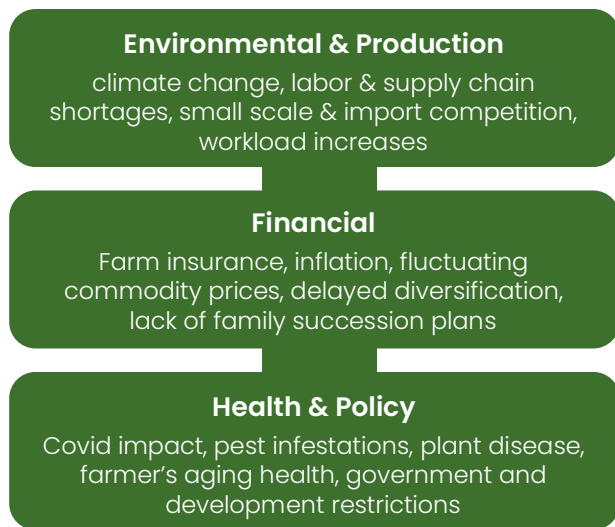 Environmental & Production
climate change, labor & supply chain
shortages, small scale & import competition,
workload increases
Financial
Farm insurance, inflation, fluctuating
commodity prices, delayed diversification,
lack of family succession plans
Health & Policy
Covid impact, pest infestations, plant disease,
farmer’s aging health, government and
development restrictions